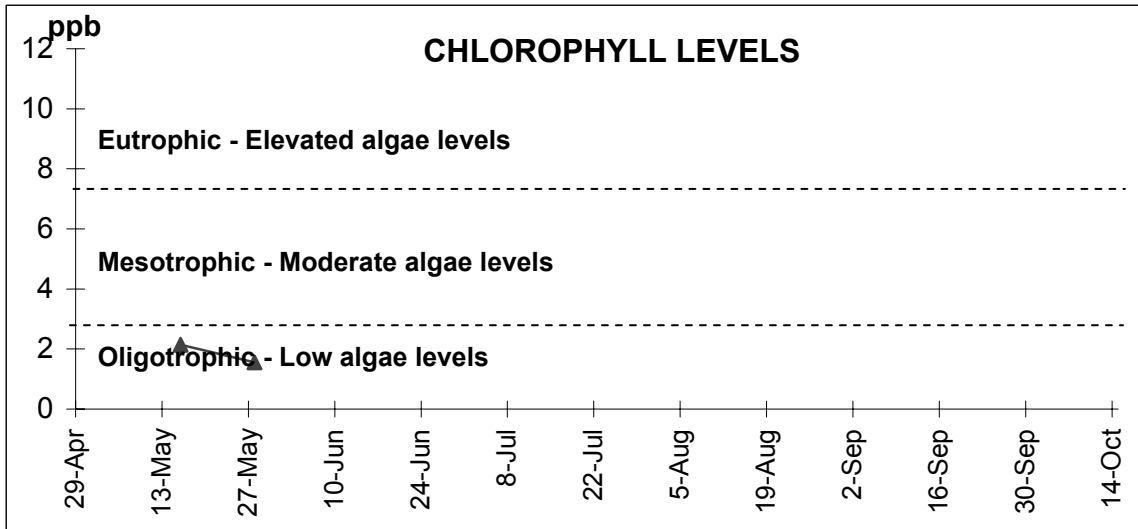 ppb
CHLOROPHYLL LEVELS
12
10
Eutrophic - Elevated algae levels
8
6
Mesotrophic - Moderate algae levels
4
2
Oligotrophic - Low algae levels
0
29-Apr
13-May
27-May
10-Jun
24-Jun
8-Jul
22-Jul
5-Aug
19-Aug
2-Sep
16-Sep
30-Sep
14-Oct